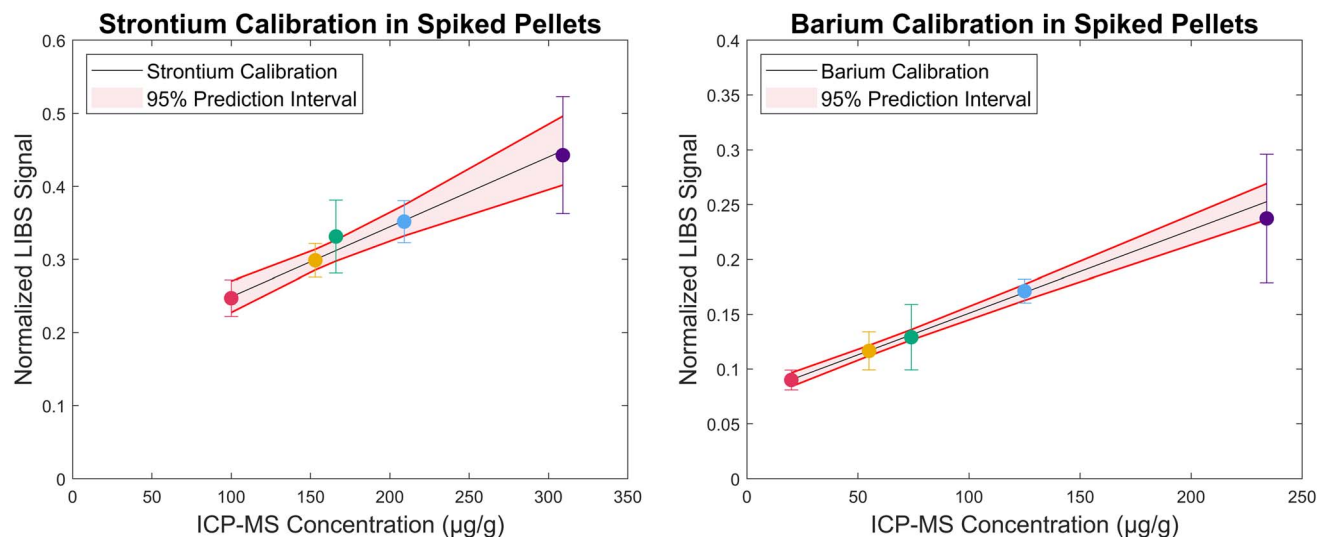 Strontium Calibration in Spiked Pellets
0.6
0.5
0.4
0.3
0.2
0.1
0
Strontium Calibration
95% Prediction Interval
Normalized LIBS Signal
0 50 100 150 200 250 300 350
ICP-MS Concentration (µg/g)
Barium Calibration in Spiked Pellets
0.4
0.35
0.3
0.25
0.2
0.15
0.1
0.05
0
Barium Calibration
95% Prediction Interval
Normalized LIBS Signal
0 50 100 150 200 250
ICP-MS Concentration (µg/g)